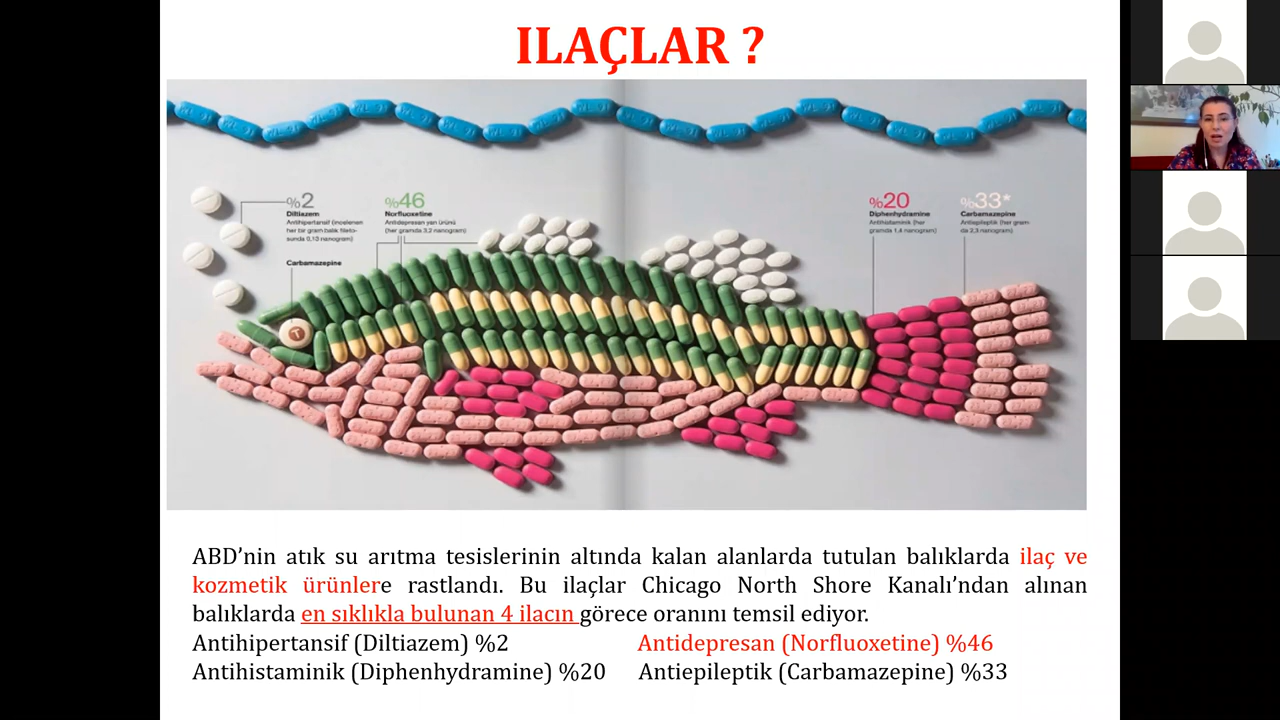 ILAÇLAR ?
%2
Diltiazem
Antihipertansif (incelenen
her bir gram balık fileto-
sunda 0,13 nanogram)
Carbamazepine
%46
Norfluoxetine
Antidepresan yan ürünü
(her gramda 3,2 nanogram)
%20
Diphenhydramine
Antihistaminik (her
gramda 1,4 nanogram)
%33*
Carbamazepine
Antiepileptik (her gram-
da 2,3 nanogram)
T
ABD’nin atık su arıtma tesislerinin altında kalan alanlarda tutulan balıklarda ilaç ve
kozmetik ürünlere rastlandı. Bu ilaçlar Chicago North Shore Kanalı’ndan alınan
balıklarda en sıklıkla bulunan 4 ilacın görece oranını temsil ediyor.
Antihipertansif (Diltiazem) %2 Antidepresan (Norfluoxetine) %46
Antihistaminik (Diphenhydramine) %20 Antiepileptik (Carbamazepine) %33